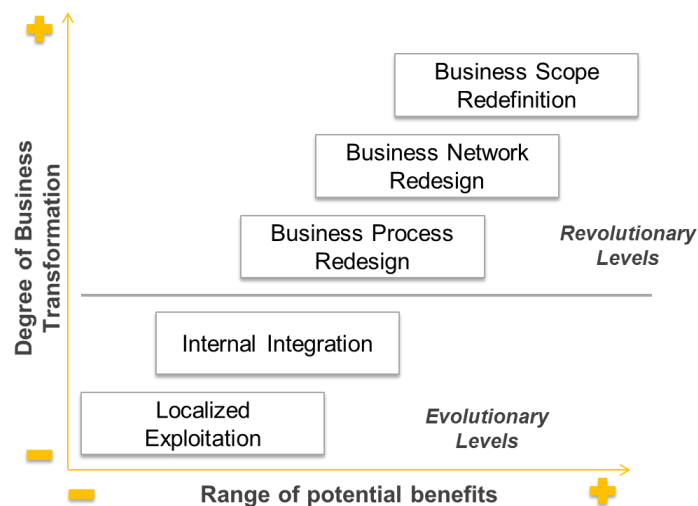 Business Scope
Redefinition
Business Network
Redesign
Business Process
Redesign
Revolutionary
Levels
Internal Integration
Localized
Exploitation
Evolutionary
Levels
Degree of Business
Transformation
Range of potential benefits